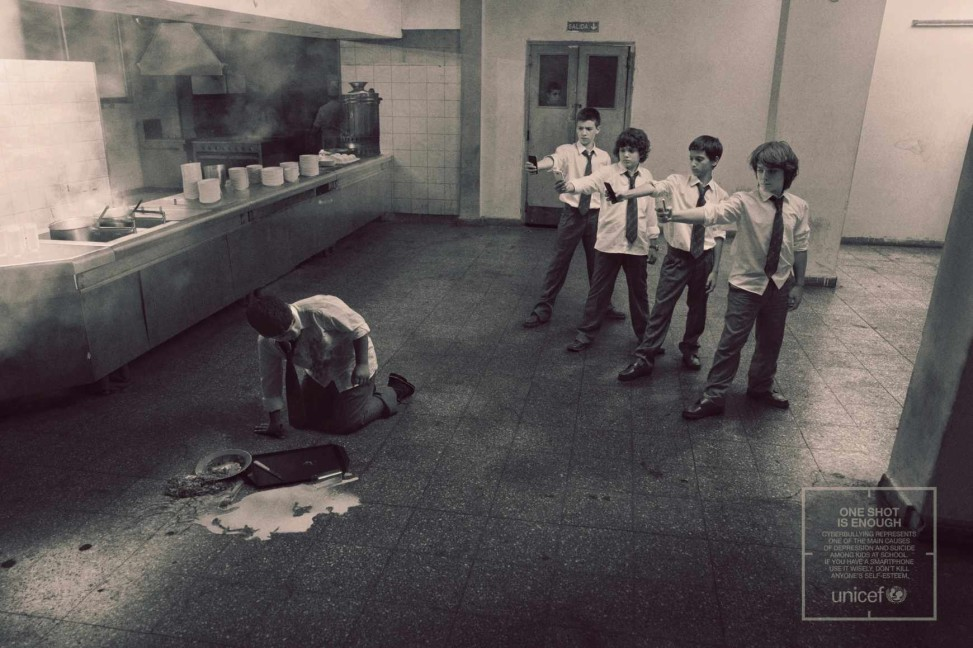 SALIDA
ONE SHOT
IS ENOUGH
CYBERBULLYING REPRESENTS
ONE OF THE MAIN CAUSES
OF DEPRESSION AND SUICIDE
AMONG KIDS AT SCHOOL.
IF YOU HAVE A SMARTPHONE
USE IT WISELY, DON'T KILL
ANYONE'S SELF-ESTEEM.
unicef